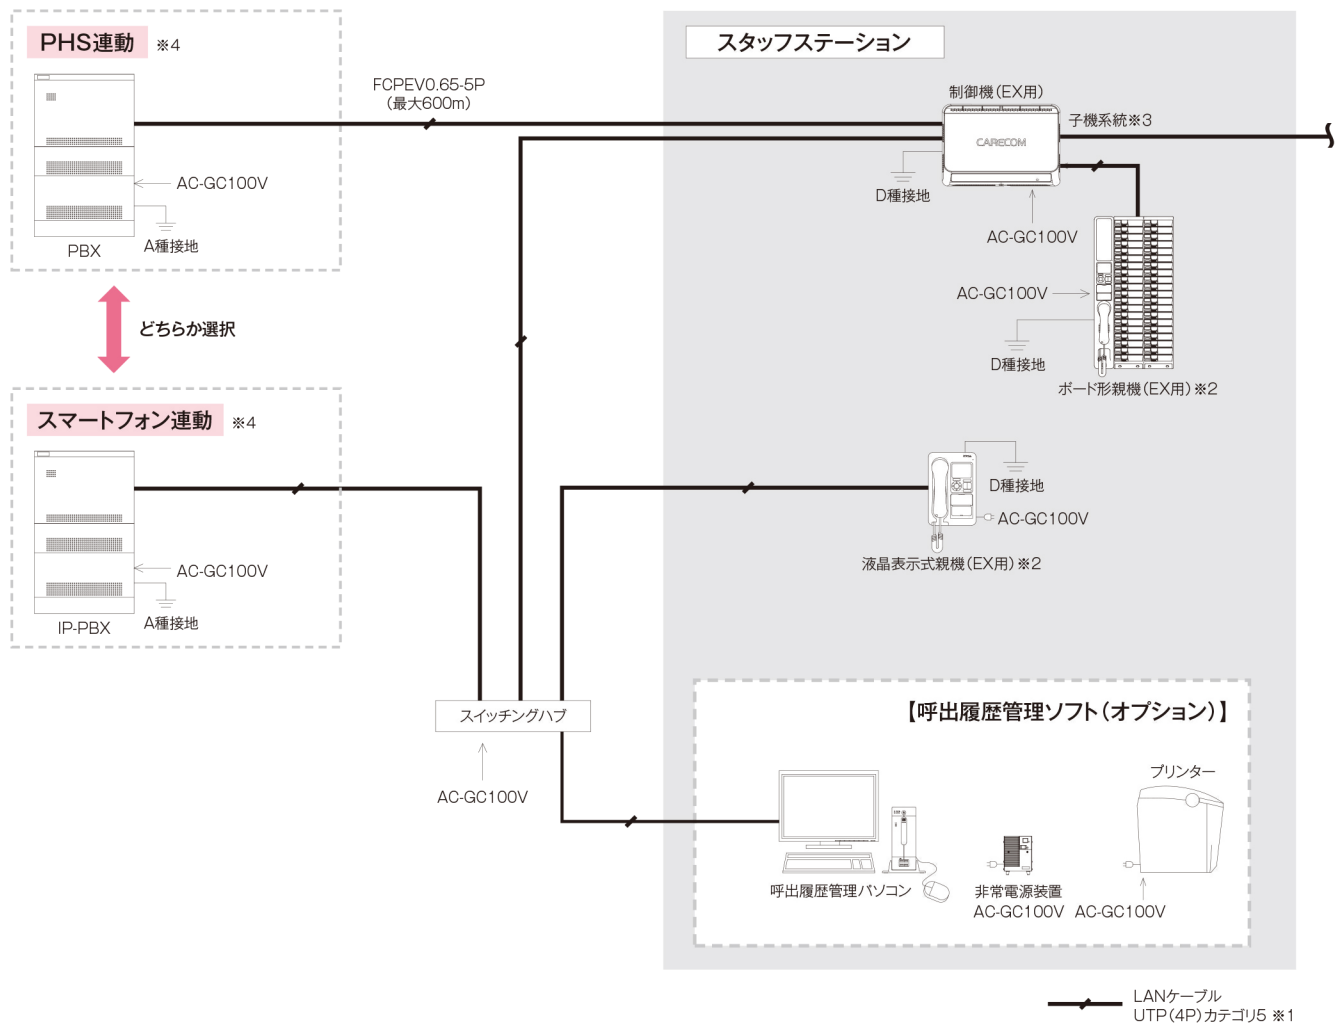 PHS連動 ※4
PBX
AC-GC100V
A種接地
どちらか選択
スマートフォン連動 ※4
IP-PBX
AC-GC100V
A種接地
FCPEV0.65-5P
（最大600m）
スイッチングハブ
AC-GC100V
スタッフステーション
制御機（EX用）
CARECOM
子機系統※3
D種接地
AC-GC100V
AC-GC100V
D種接地
ボード形親機（EX用）※2
D種接地
AC-GC100V
液晶表示式親機（EX用）※2
【呼出履歴管理ソフト（オプション）】
呼出履歴管理パソコン
非常電源装置
AC-GC100V
プリンター
AC-GC100V
LANケーブル
UTP（4P）カテゴリ5 ※1